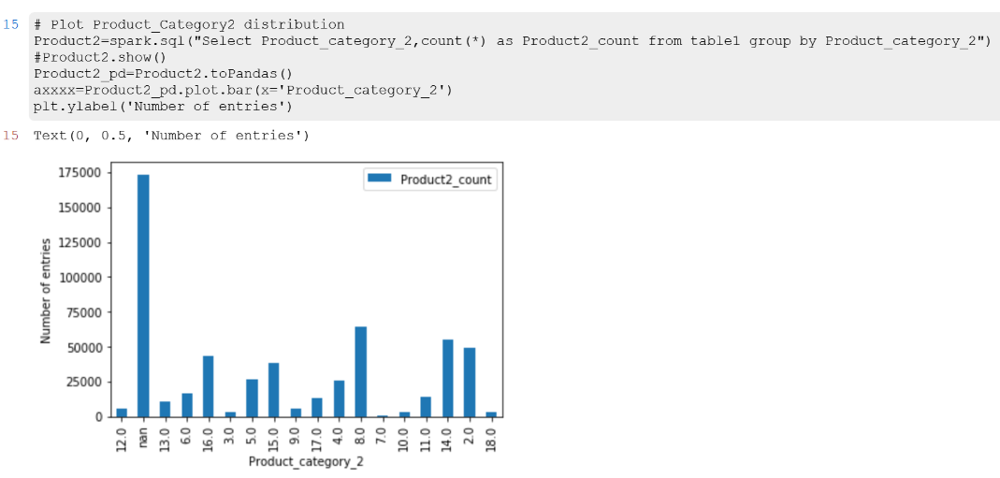 15 # Plot Product_Category2 distribution
Product2=spark.sql("Select Product_category_2,count(*) as Product2_count from table1 group by Product_category_2")
#Product2.show()
Product2_pd=Product2.toPandas()
axxxx=Product2_pd.plot.bar(x='Product_category_2')
plt.ylabel('Number of entries')
15 Text(0, 0.5, 'Number of entries')
Product2_count
175000
150000
125000
100000
75000
50000
25000
0
Number of entries
12.0 nan 13.0 6.0 16.0 3.0 5.0 15.0 9.0 17.0 4.0 8.0 7.0 10.0 11.0 14.0 2.0 18.0
Product_category_2